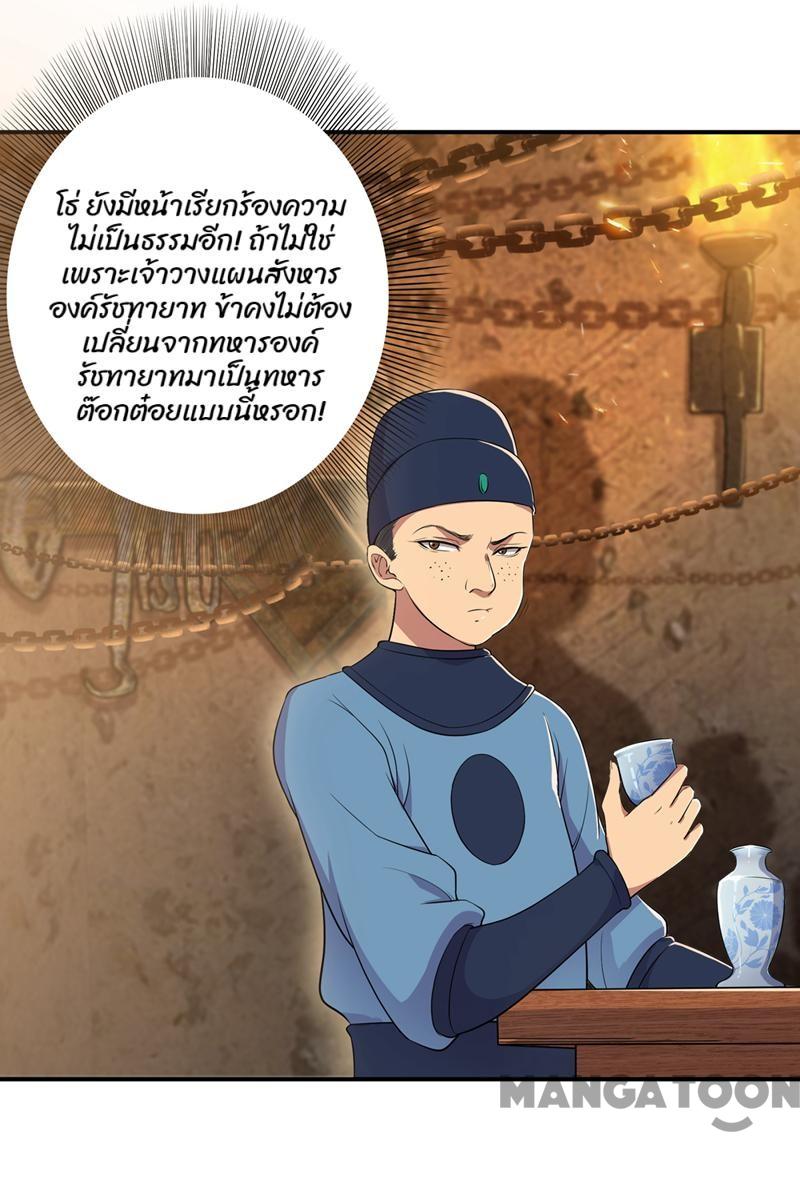 โธ่ ยังมีหน้าเรียกร้องความ
ไม่เป็นธรรมอีก! ถ้าไม่ใช่
เพราะเจ้าวางแผนสังหาร
องค์รัชทายาท ข้าคงไม่ต้อง
เปลี่ยนจากทหารองค์
รัชทายาทมาเป็นทหาร
ต๊อกต๋อยแบบนี้หรอก!
MANGATOON